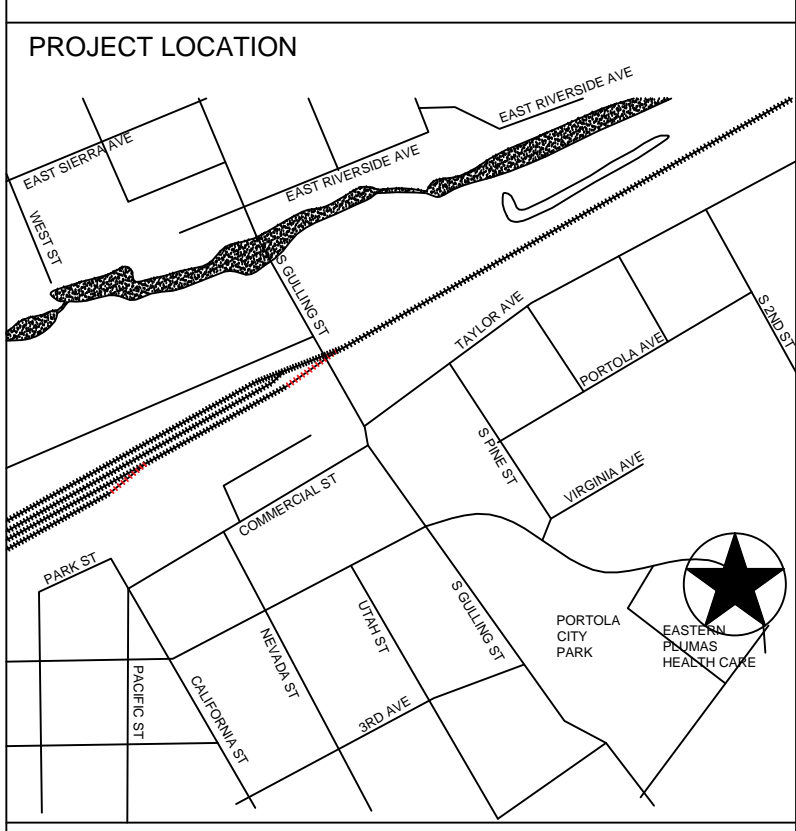 PROJECT LOCATION
EAST RIVERSIDE AVE
EAST SIERRA AVE
EAST RIVERSIDE AVE
WEST ST
S GULLING ST
TAYLOR AVE
S 2ND ST
PORTOLA AVE
S PINE ST
VIRGINIA AVE
COMMERCIAL ST
PARK ST
S GULLING ST
UTAH ST
NEVADA ST
PORTOLA
CITY
PARK
EASTERN
PLUMAS
HEALTH CARE
PACIFIC ST
CALIFORNIA ST
3RD AVE